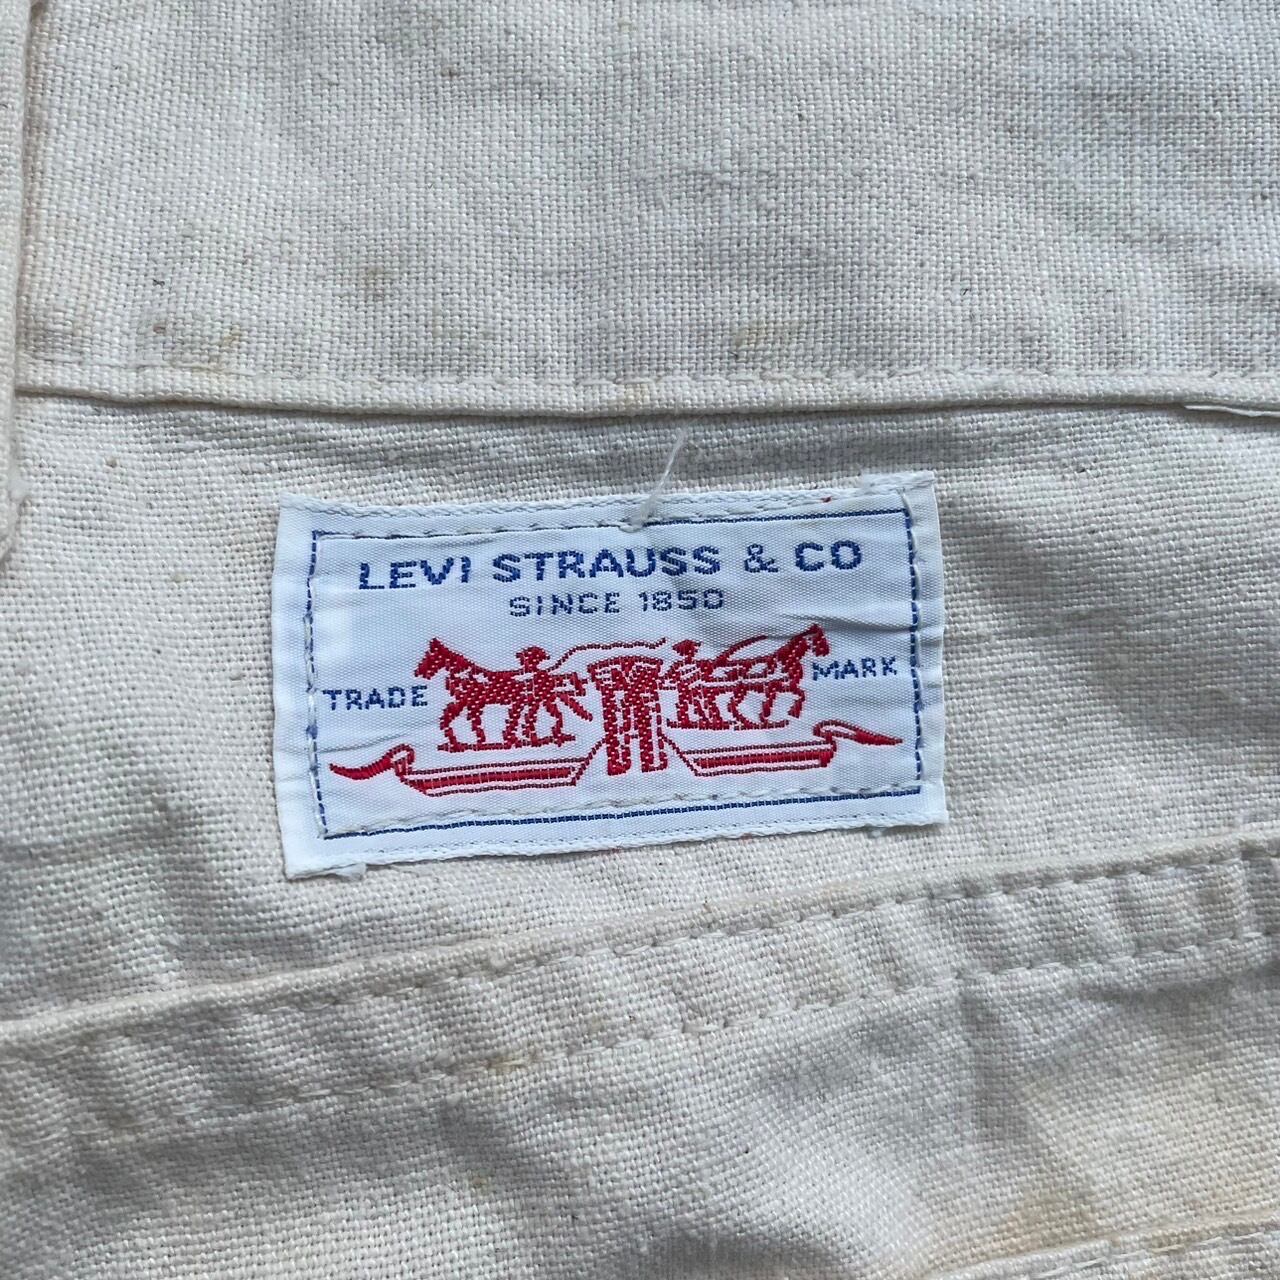 LEVI STRAUSS & CO
SINCE 1850
TRADE MARK